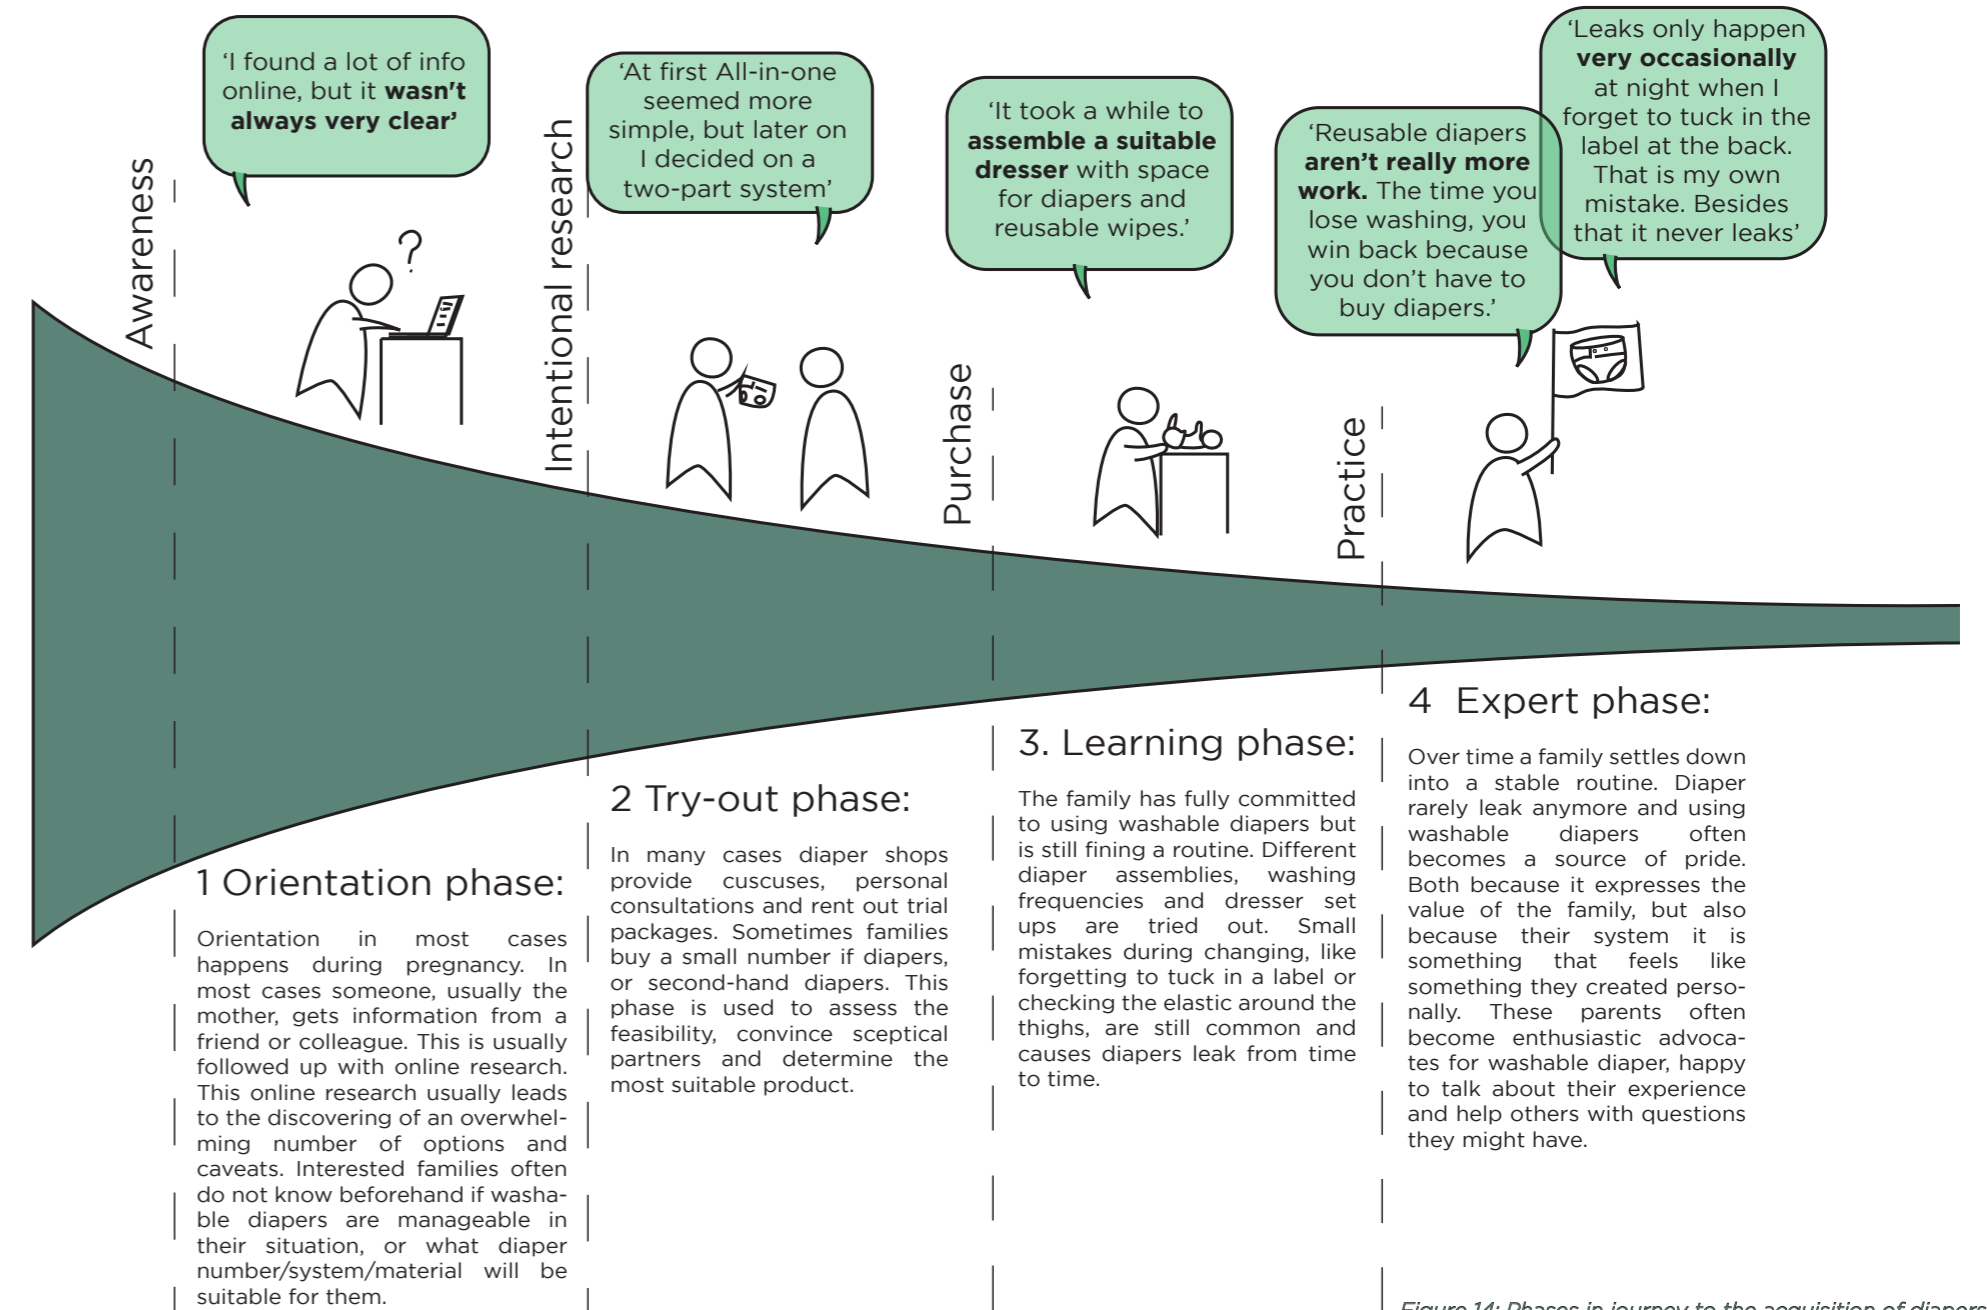 'I found a lot of info
online, but it wasn't
always very clear'
'At first All-in-one
seemed more
simple, but later on
I decided on a
two-part system'
'It took a while to
assemble a suitable
dresser with space
for diapers and
reusable wipes.'
'Reusable diapers
aren't really more
work. The time you
lose washing, you
win back because
you don't have to
buy diapers.'
'Leaks only happen
very occasionally
at night when I
forget to tuck in the
label at the back.
That is my own
mistake. Besides
that it never leaks'
Awareness
Intentional research
Purchase
Practice
1 Orientation phase:
Orientation in most cases
happens during pregnancy. In
most cases someone, usually the
mother, gets information from a
friend or colleague. This is usually
followed up with online research.
This online research usually leads
to the discovering of an overwhel-
ming number of options and
caveats. Interested families often
do not know beforehand if washa-
ble diapers are manageable in
their situation, or what diaper
number/system/material will be
suitable for them.
2 Try-out phase:
In many cases diaper shops
provide cuscuses, personal
consultations and rent out trial
packages. Sometimes families
buy a small number if diapers,
or second-hand diapers. This
phase is used to assess the
feasibility, convince sceptical
partners and determine the
most suitable product.
3. Learning phase:
The family has fully committed
to using washable diapers but
is still fining a routine. Different
diaper assemblies, washing
frequencies and dresser set
ups are tried out. Small
mistakes during changing, like
forgetting to tuck in a label or
checking the elastic around the
thighs, are still common and
causes diapers leak from time
to time.
4 Expert phase:
Over time a family settles down
into a stable routine. Diaper
rarely leak anymore and using
washable diapers often
becomes a source of pride.
Both because it expresses the
value of the family, but also
because their system it is
something that feels like
something they created perso-
nally. These parents often
become enthusiastic advoca-
tes for washable diaper, happy
to talk about their experience
and help others with questions
they might have.
Figure 14: Phases in journey to the acquisition of diapers